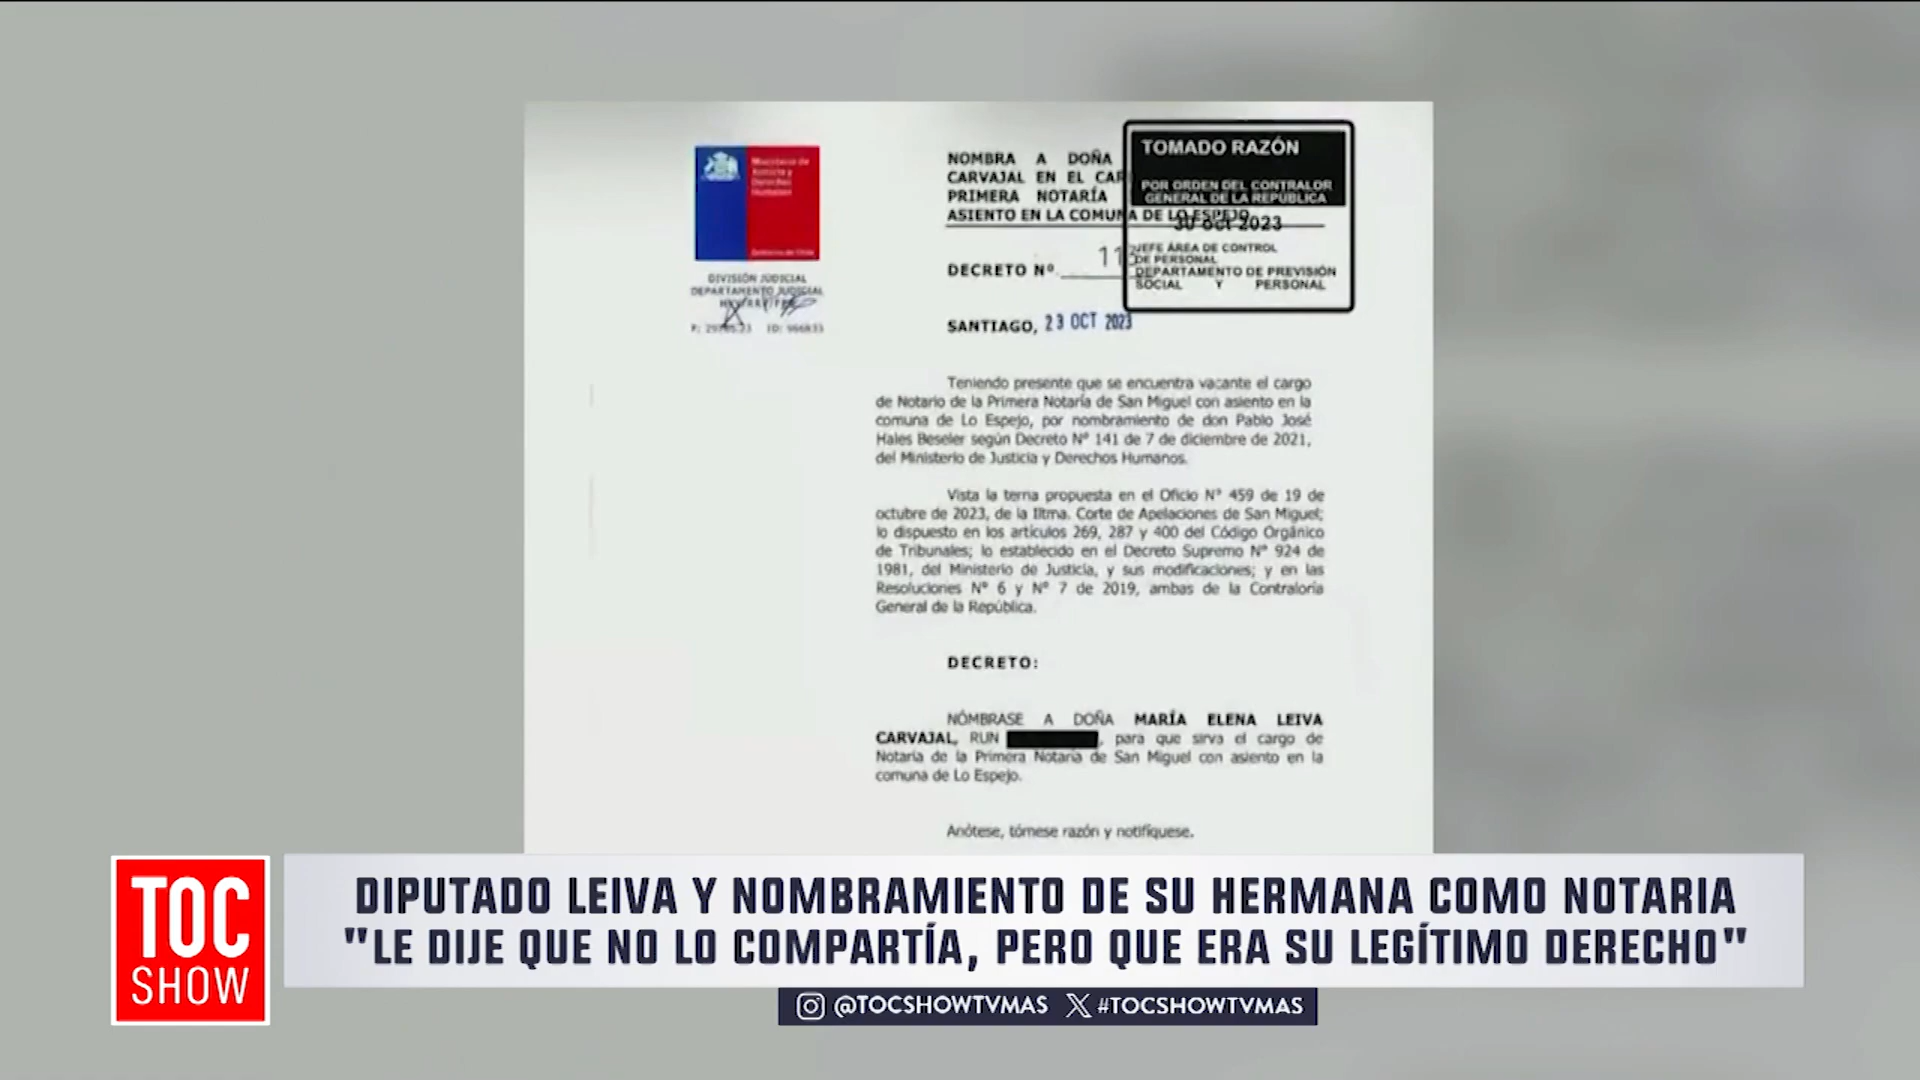 Ministerio de
Justicia y
Derechos
Humanos
Gobierno de Chile
DIVISIÓN JUDICIAL
DEPARTAMENTO JUDICIAL
NOMBRA A DOÑA
CARVAJAL EN EL CAR
PRIMERA NOTARÍA
ASIENTO EN LA COMUNA DE LO ESPEJO
TOMADO RAZÓN
POR ORDEN DEL CONTRALOR
GENERAL DE LA REPÚBLICA
30 Oct 2023
JEFE ÁREA DE CONTROL
DE PERSONAL
DEPARTAMENTO DE PREVISIÓN
SOCIAL Y PERSONAL
DECRETO Nº.
SANTIAGO, 23 OCT 2023
Teniendo presente que se encuentra vacante el cargo
de Notario de la Primera Notaría de San Miguel con asiento en la
comuna de Lo Espejo, por nombramiento de don Pablo José
Hales Beseler según Decreto Nº 141 de 7 de diciembre de 2021,
del Ministerio de Justicia y Derechos Humanos.
Vista la terna propuesta en el Oficio Nº 459 de 19 de
octubre de 2023, de la Iltma. Corte de Apelaciones de San Miguel;
lo dispuesto en los artículos 269, 287 y 400 del Código Orgánico
de Tribunales; lo establecido en el Decreto Supremo Nº 924 de
1981, del Ministerio de Justicia, y sus modificaciones; y en las
Resoluciones Nº 6 y Nº 7 de 2019, ambas de la Contraloría
General de la República.
DECRETO:
NÓMBRASE A DOÑA MARÍA ELENA LEIVA
CARVAJAL, RUN , para que sirva el cargo de
Notaria de la Primera Notaría de San Miguel con asiento en la
comuna de Lo Espejo.
Anótese, tómese razón y notifíquese.
TOC
SHOW
DIPUTADO LEIVA Y NOMBRAMIENTO DE SU HERMANA COMO NOTARIA
"LE DIJE QUE NO LO COMPARTÍA, PERO QUE ERA SU LEGÍTIMO DERECHO"
@TOCSHOWTVMAS X #TOCSHOWTVMAS